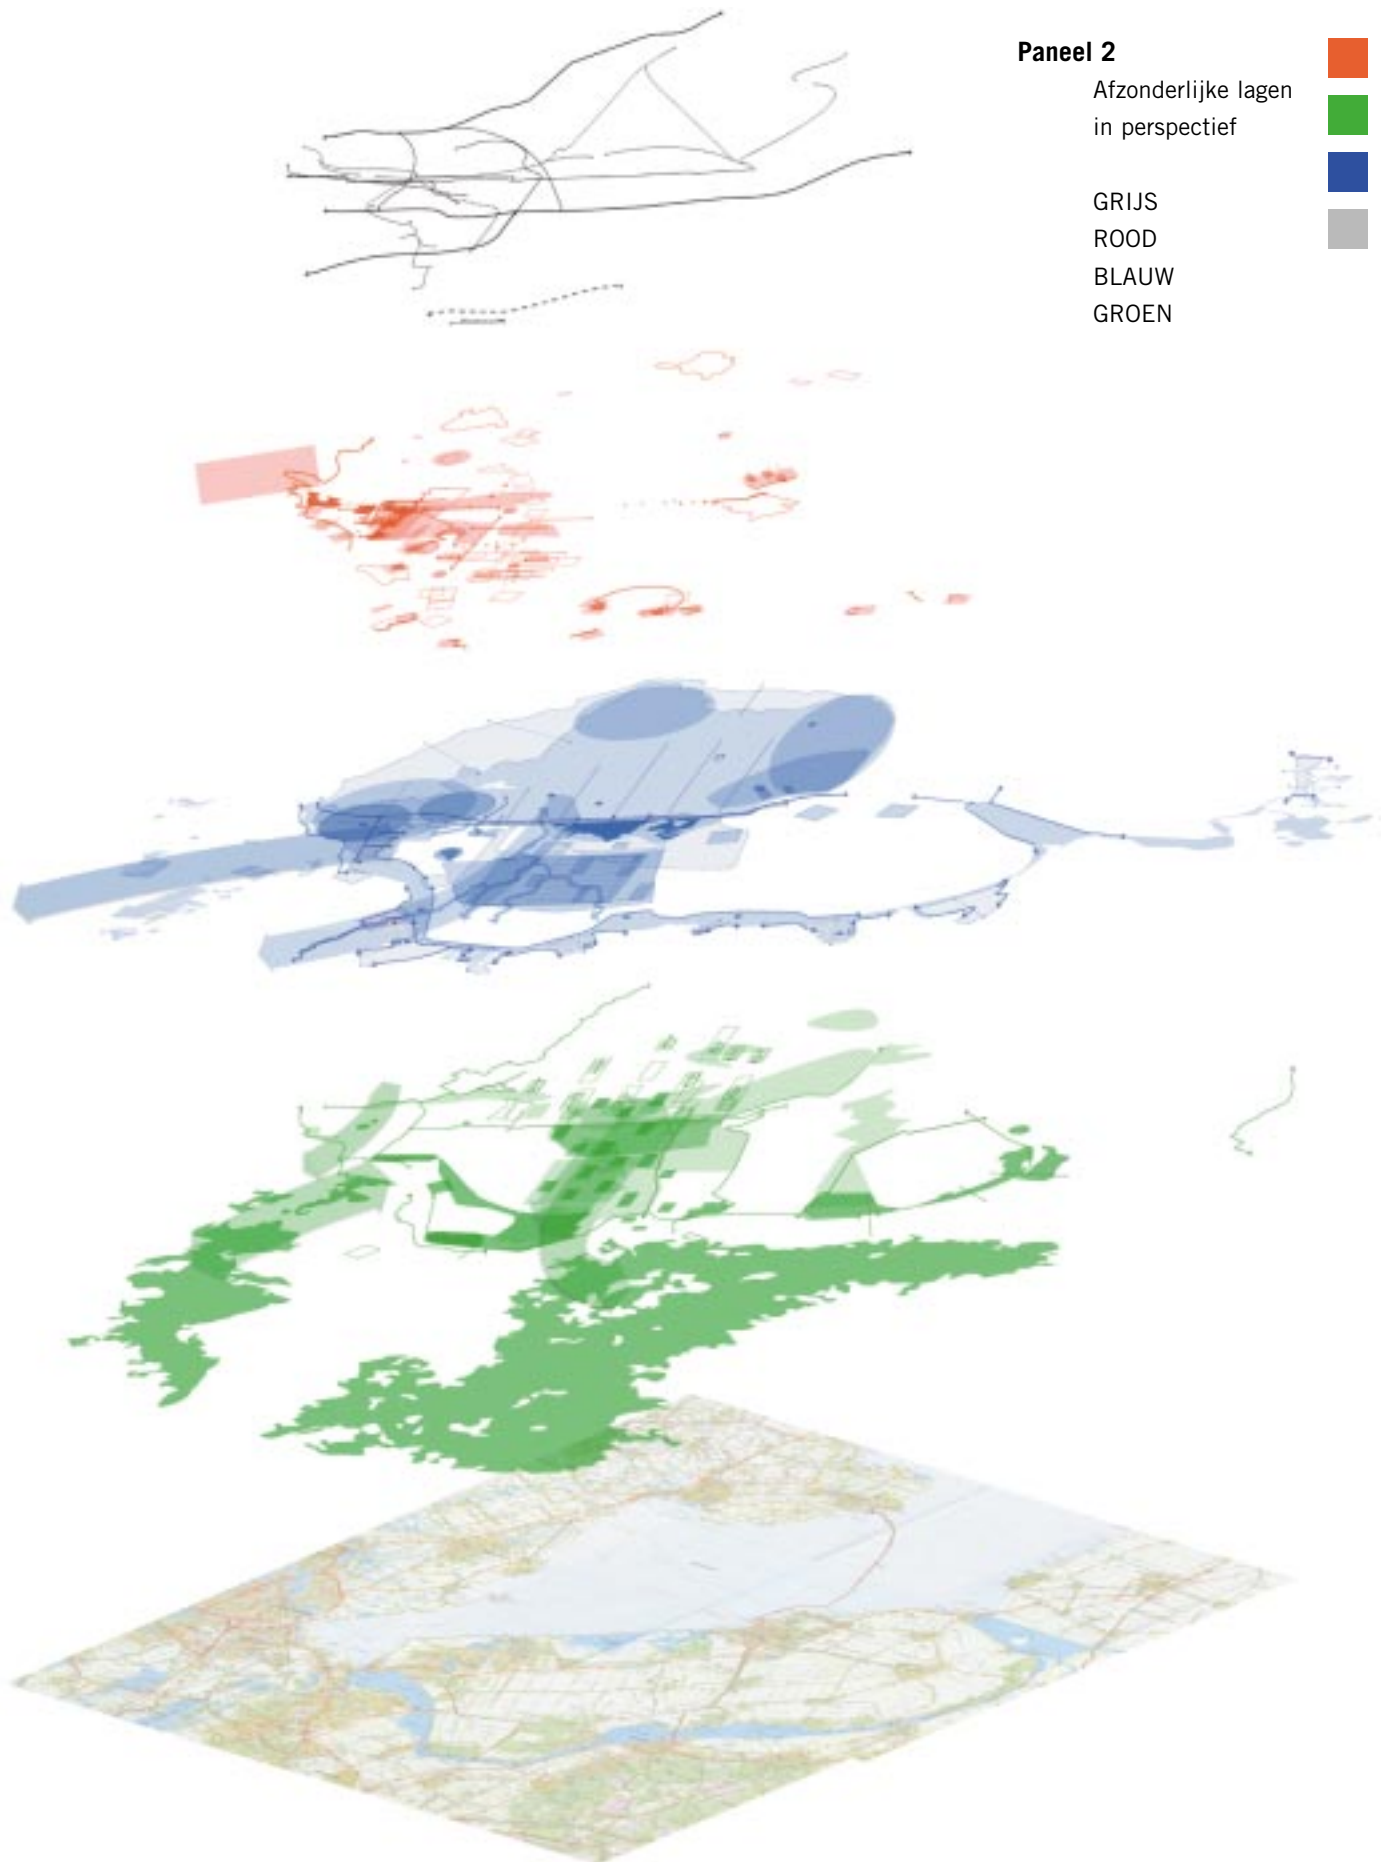 Paneel 2
Afzonderlijke lagen
in perspectief
GRIJS
ROOD
BLAUW
GROEN